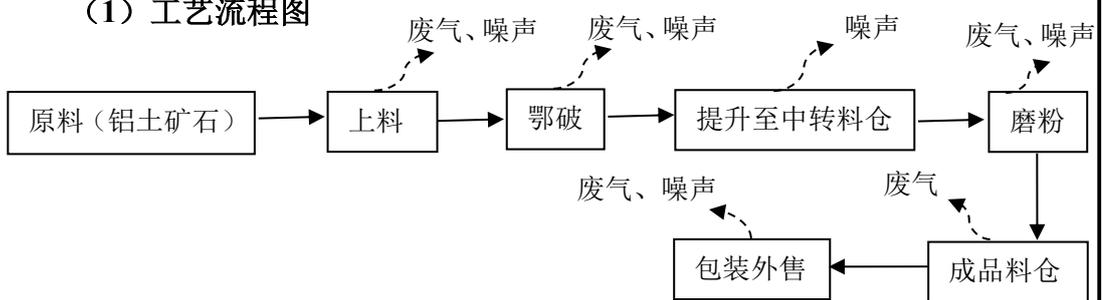 （1）工艺流程图
废气、噪声 废气、噪声 噪声 废气、噪声
原料（铝土矿石） 上料 鄂破 提升至中转料仓 磨粉
废气、噪声 废气
包装外售 成品料仓